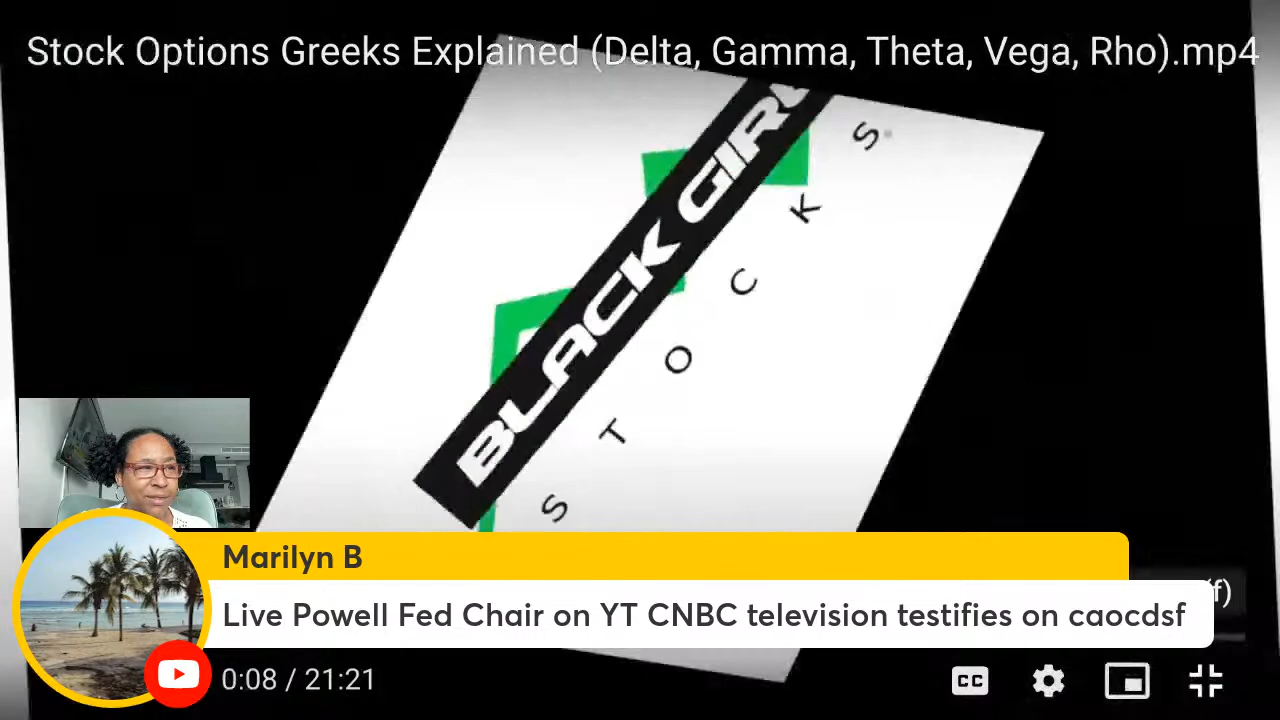 Stock Options Greeks Explained (Delta, Gamma, Theta, Vega, Rho).mp4
BLACK
STOCKS
Marilyn B
Live Powell Fed Chair on YT CNBC television testifies on caocdsf
0:08 / 21:21
CC